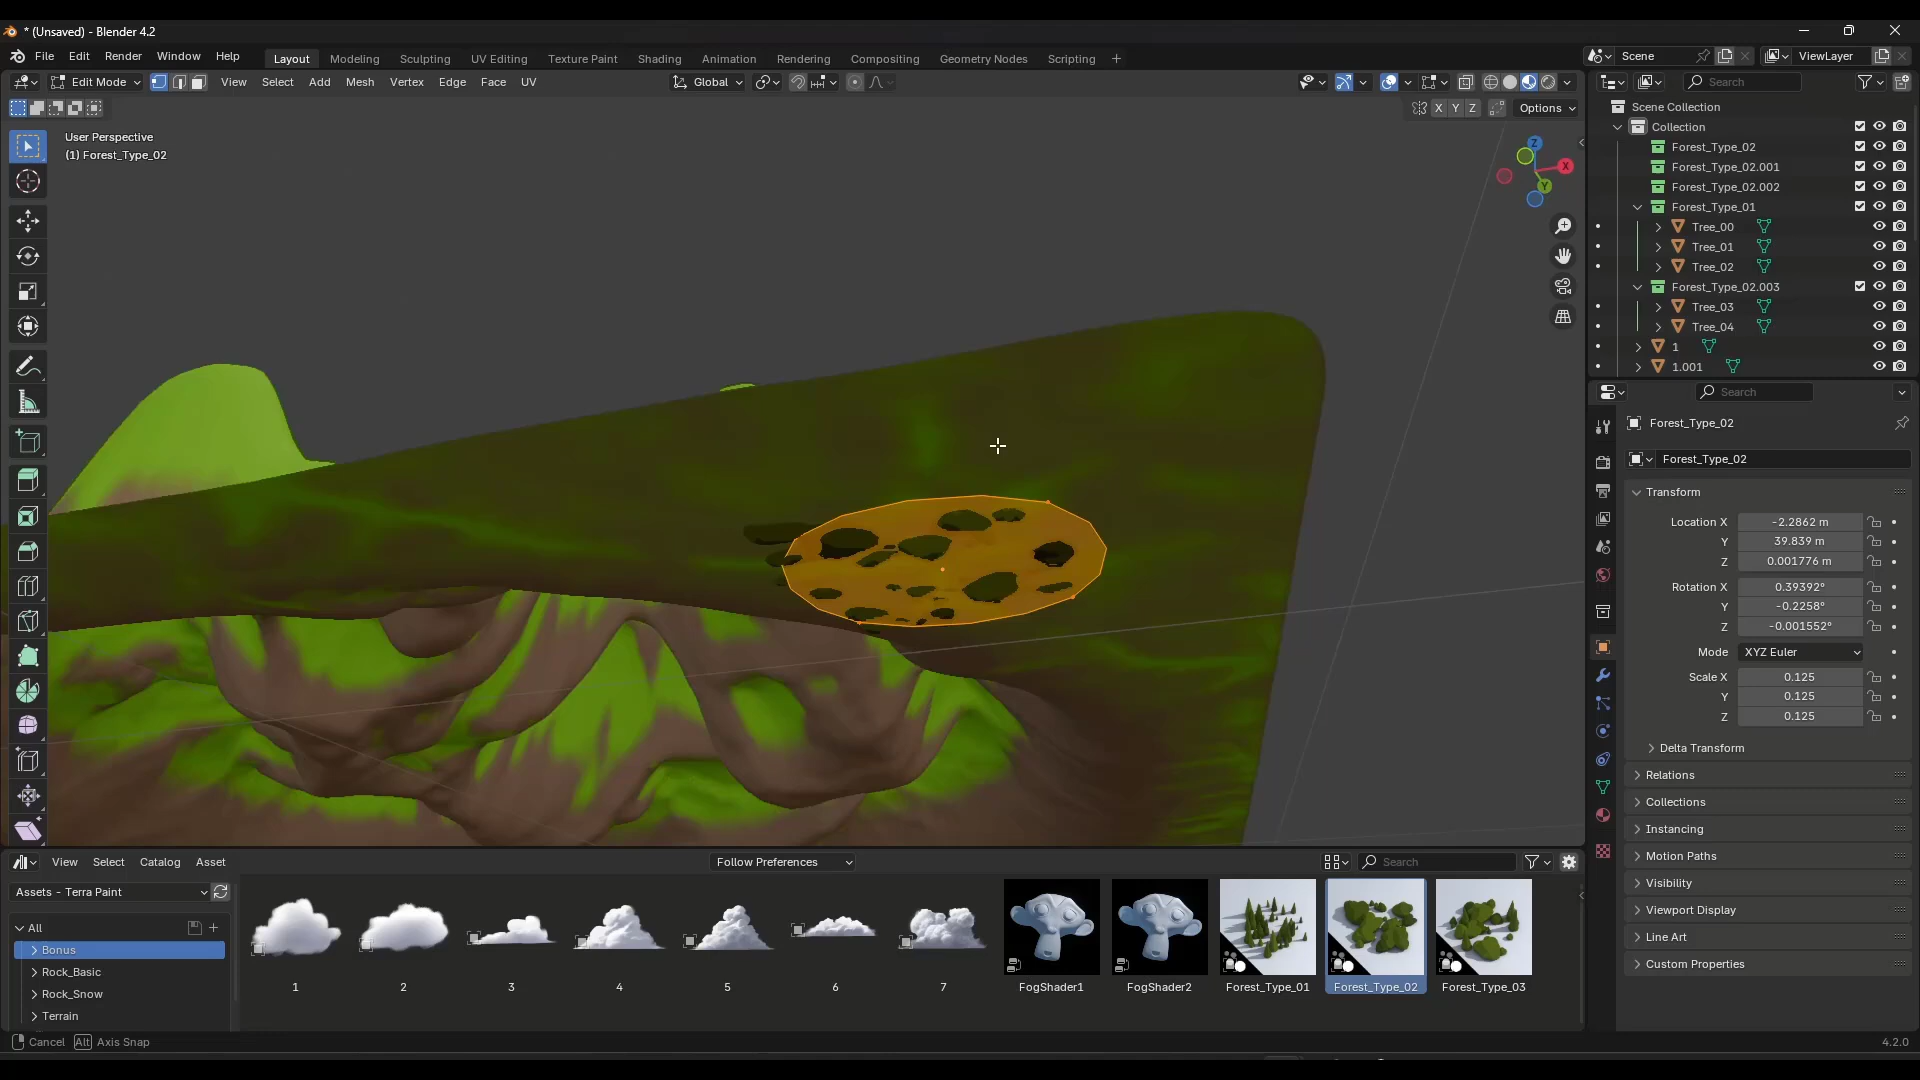 * (Unsaved) - Blender 4.2
File Edit Render Window Help Layout Modeling Sculpting UV Editing Texture Paint Shading Animation Rendering Compositing Geometry Nodes Scripting + Scene ViewLayer
Edit Mode View Select Add Mesh Vertex Edge Face UV Global Search
X Y Z Options
User Perspective
(1) Forest_Type_02
Z
X
Y
Scene Collection
Collection
Forest_Type_02
Forest_Type_02.001
Forest_Type_02.002
Forest_Type_01
Tree_00
Tree_01
Tree_02
Forest_Type_02.003
Tree_03
Tree_04
1
1.001
Search
Forest_Type_02
Forest_Type_02
Transform
Location X -2.2862 m
Y 39.839 m
Z 0.001776 m
Rotation X 0.39392°
Y -0.2258°
Z -0.001552°
Mode XYZ Euler
Scale X 0.125
Y 0.125
Z 0.125
Delta Transform
Relations
Collections
Instancing
Motion Paths
Visibility
Viewport Display
Line Art
Custom Properties
View Select Catalog Asset Follow Preferences Search
Assets - Terra Paint
All
Bonus
Rock_Basic
Rock_Snow
Terrain
1 2 3 4 5 6 7 FogShader1 FogShader2 Forest_Type_01 Forest_Type_02 Forest_Type_03
Cancel Alt Axis Snap 4.2.0